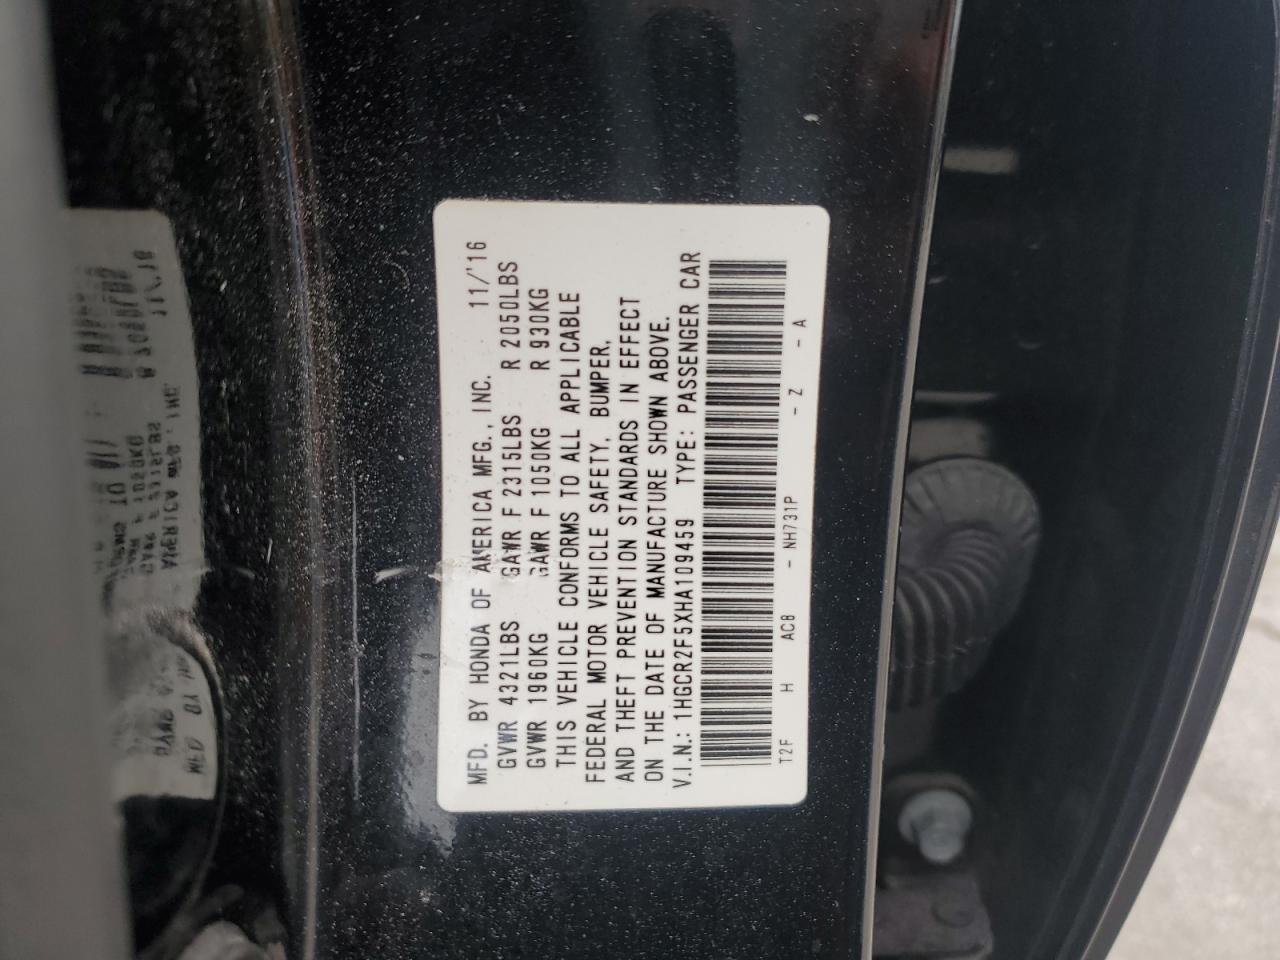 MFD. BY HONDA OF AMERICA MFG., INC. 11/'16
GVWR 4321LBS GAWR F 2315LBS R 2050LBS
GVWR 1960KG GAWR F 1050KG R 930KG
THIS VEHICLE CONFORMS TO ALL APPLICABLE
FEDERAL MOTOR VEHICLE SAFETY, BUMPER,
AND THEFT PREVENTION STANDARDS IN EFFECT
ON THE DATE OF MANUFACTURE SHOWN ABOVE.
V.I.N.: 1HGCR2F5XHA109459 TYPE: PASSENGER CAR
T2F H AC8 - NH731P - Z - A